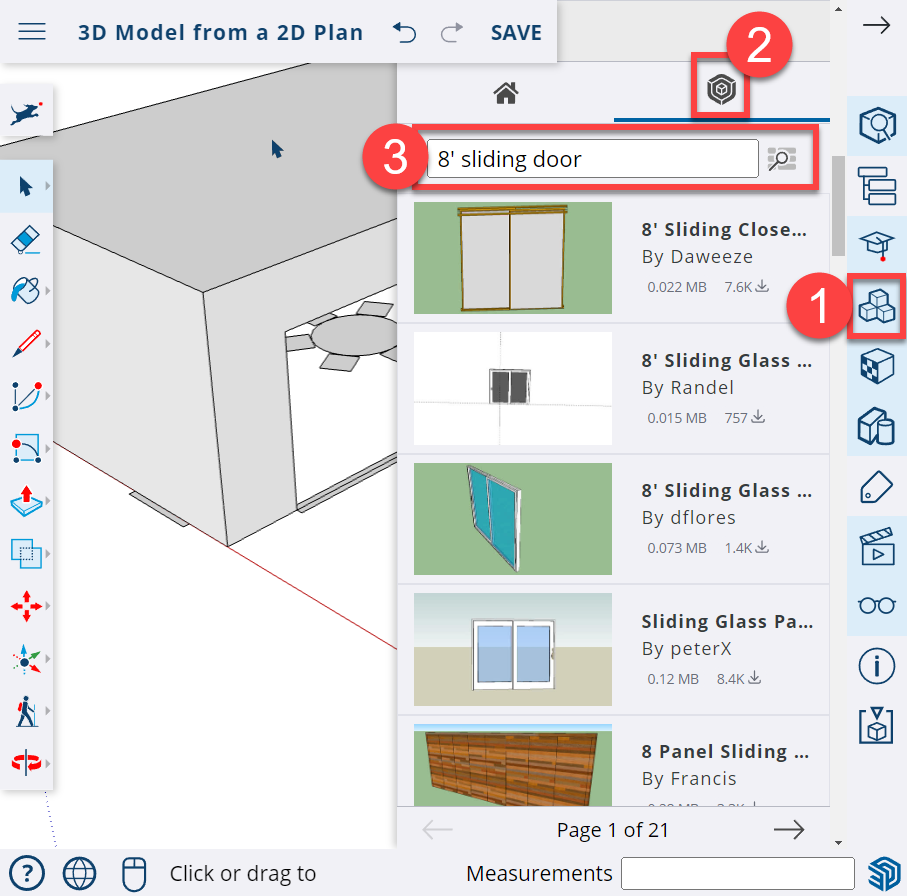 3D Model from a 2D Plan
SAVE
2
3
8' sliding door
8' Sliding Close...
By Daweeze
0.022 MB 7.6K
1
8' Sliding Glass ...
By Randel
0.015 MB 757
8' Sliding Glass ...
By dflores
0.073 MB 1.4K
Sliding Glass Pa...
By peterX
0.12 MB 8.4K
8 Panel Sliding ...
By Francis
Page 1 of 21
? Click or drag to
Measurements